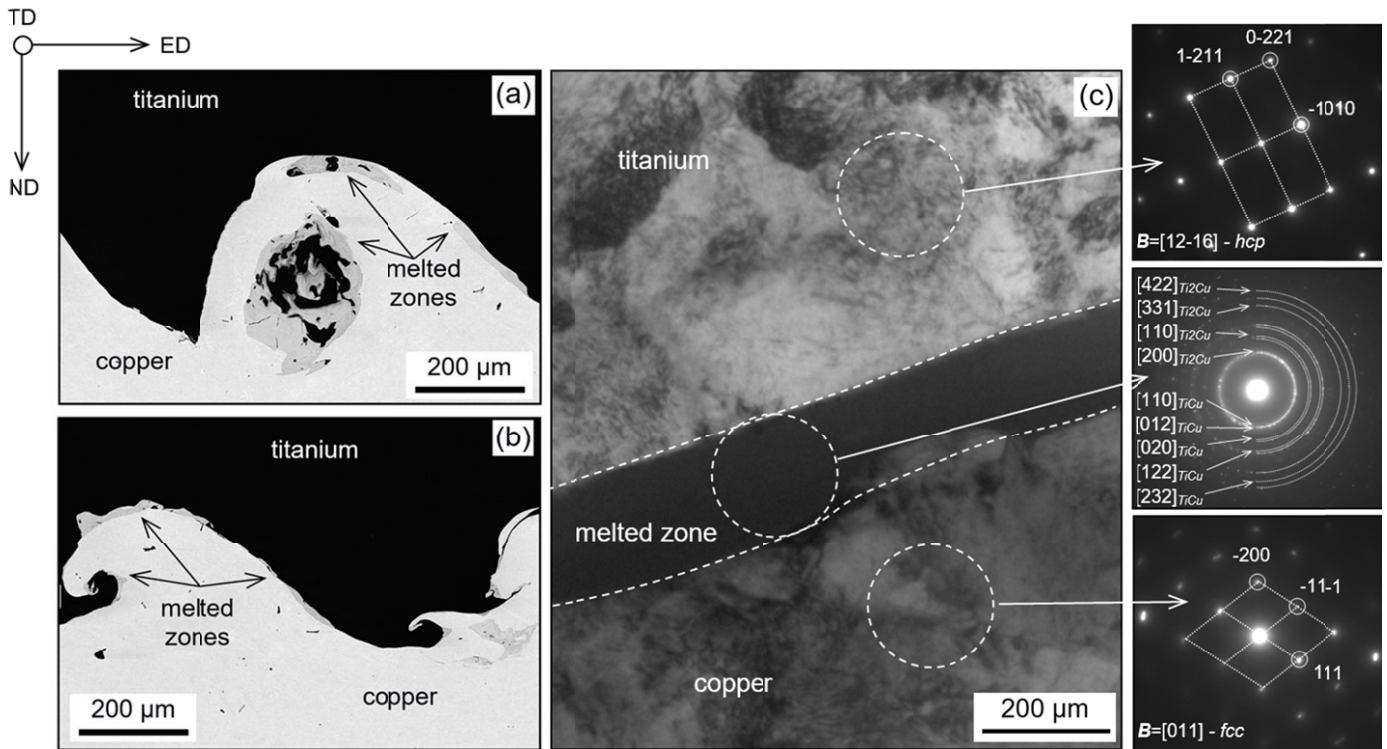 TD
ED
ND
titanium
(a)
melted
zones
copper
200 µm
titanium
(b)
melted
zones
copper
200 µm
(c)
titanium
melted zone
copper
200 µm
0-221
1-211
-1010
B=[12-16] - hcp
[422]Ti2Cu
[331]Ti2Cu
[110]Ti2Cu
[200]Ti2Cu
[110]TiCu
[012]TiCu
[020]TiCu
[122]TiCu
[232]TiCu
-200
-11-1
111
B=[011] - fcc